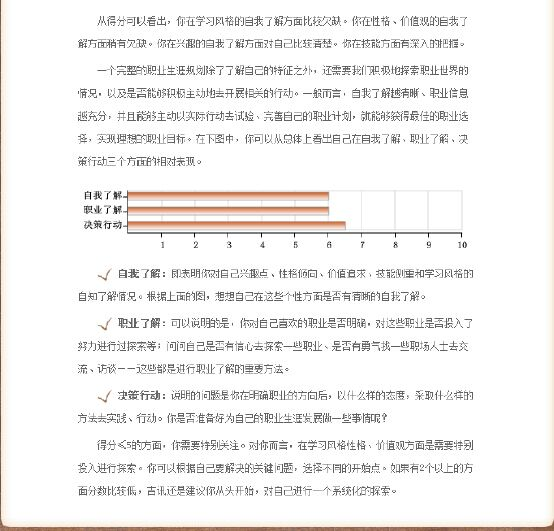 从得分可以看出，你在学习风格的自我了解方面比较欠缺。你在性格、价值观的自我了
解方面稍有欠缺。你在兴趣的自我了解方面对自己比较清楚。你在技能方面有深入的把握。
一个完整的职业生涯规划除了了解自己的特征之外，还需要我们积极地探索职业世界的
情况，以及是否能够积极主动地去开展相关的行动。一般而言，自我了解越清晰、职业信息
越充分，并且能够主动以实际行动去试验、完善自己的职业计划，就能够获得最佳的职业选
择，实现理想的职业目标。在下图中，你可以从总体上看出自己在自我了解、职业了解、决
策行动三个方面的相对表现。
自我了解
职业了解
决策行动
1 2 3 4 5 6 7 8 9 10
自我了解：即表明你对自己兴趣点、性格倾向、价值追求、技能侧重和学习风格的
自知了解情况。根据上面的图，想想自己在这些个性方面是否有清晰的自我了解。
职业了解：可以说明的是，你对自己喜欢的职业是否明确，对这些职业是否投入了
努力进行过探索等；问问自己是否有信心去探索一些职业、是否有勇气找一些职场人士去交
流、访谈——这些都是进行职业了解的重要方法。
决策行动：说明的问题是你在明确职业的方向后，以什么样的态度，采取什么样的
方法去实践、行动。你是否准备好为自己的职业生涯发展做一些事情呢？
得分≤5的方面，你需要特别关注。对你而言，在学习风格性格、价值观方面是需要特别
投入进行探索。你可以根据自己要解决的关键问题，选择不同的开始点。如果有2个以上的方
面分数比较低，吉讯还是建议你从头开始，对自己进行一个系统化的探索。